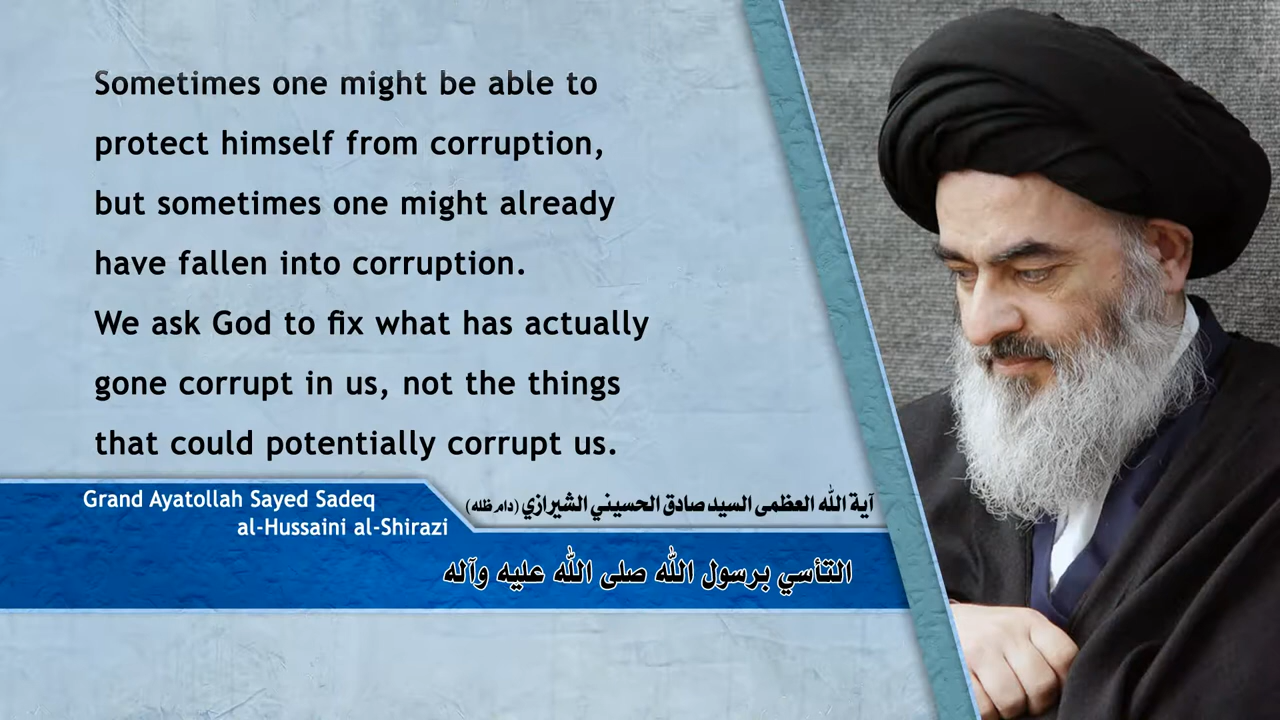 Sometimes one might be able to
protect himself from corruption,
but sometimes one might already
have fallen into corruption.
We ask God to fix what has actually
gone corrupt in us, not the things
that could potentially corrupt us.
Grand Ayatollah Sayed Sadeq
al-Hussaini al-Shirazi
آية الله العظمى السيد صادق الحسيني الشيرازي (دام ظله)
التأسي برسول الله صلى الله عليه وآله